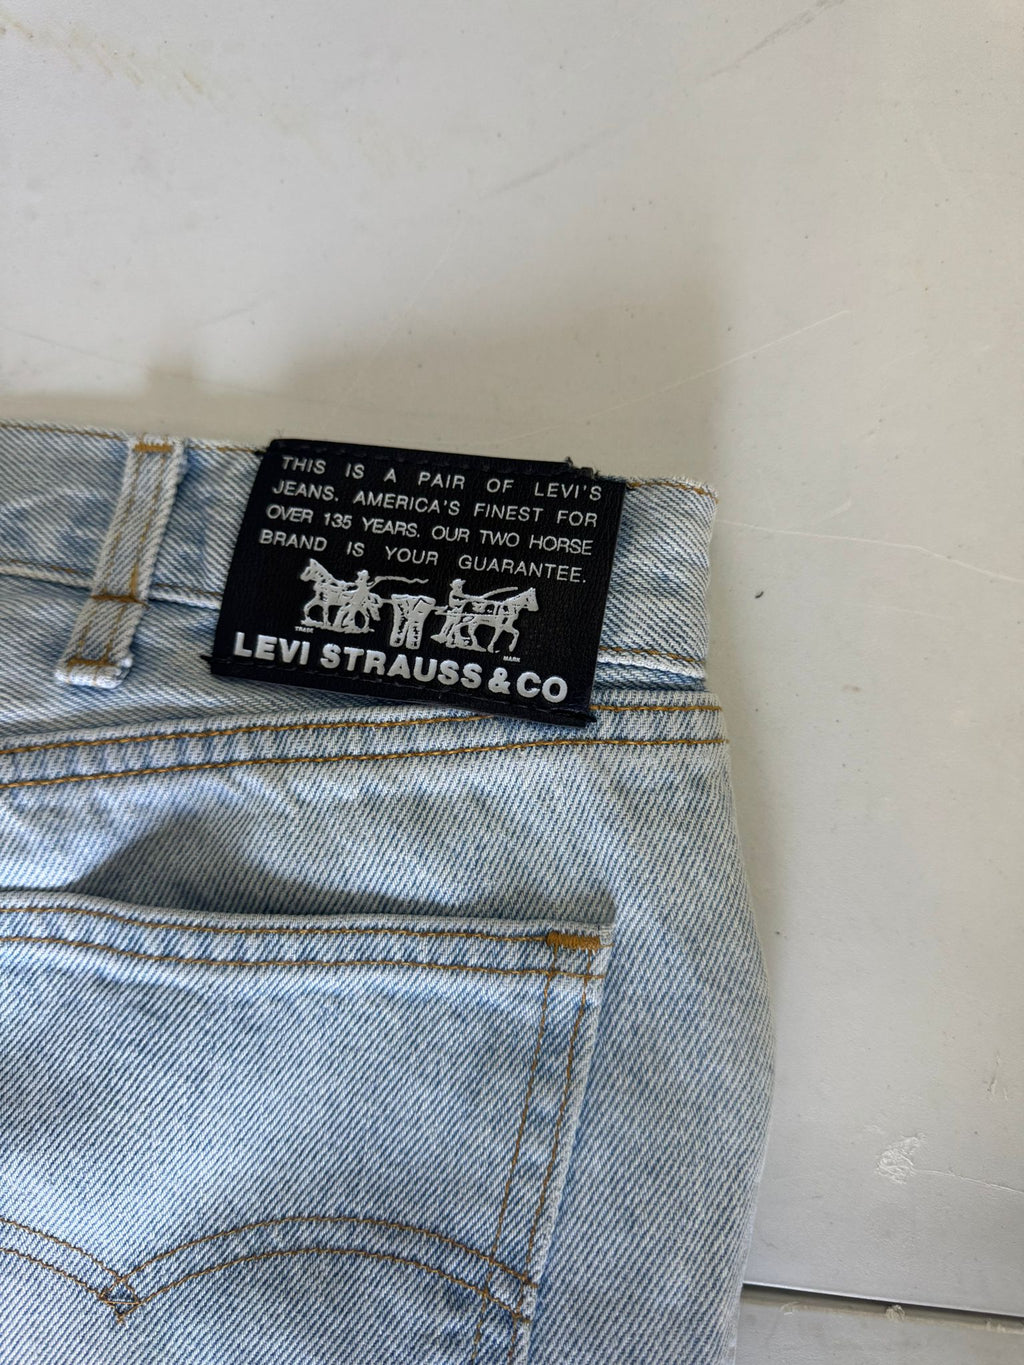 THIS IS A PAIR OF LEVI'S
JEANS. AMERICA'S FINEST FOR
OVER 135 YEARS. OUR TWO HORSE
BRAND IS YOUR GUARANTEE.
TRADE MARK
LEVI STRAUSS & CO